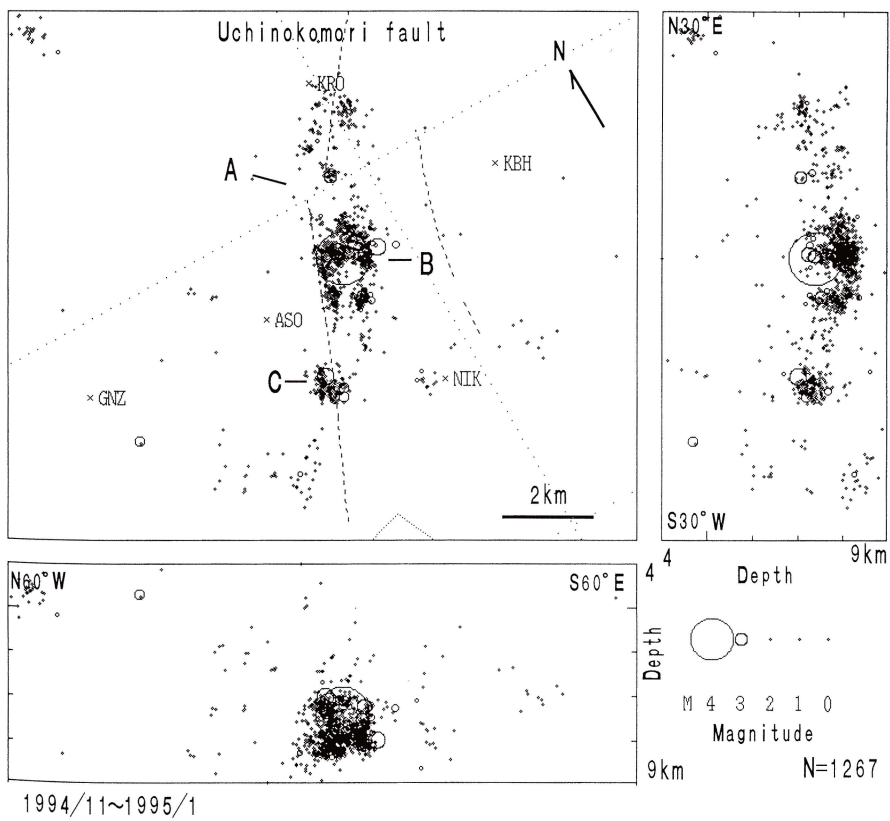 Uchinokomori fault
N
KRO
KBH
A
B
ASO
C
NIK
GNZ
2km
N30°E
S30°W
4
9km
Depth
N60°W
S60°E
4
Depth
9km
M 4 3 2 1 0
Magnitude
N=1267
1994/11~1995/1